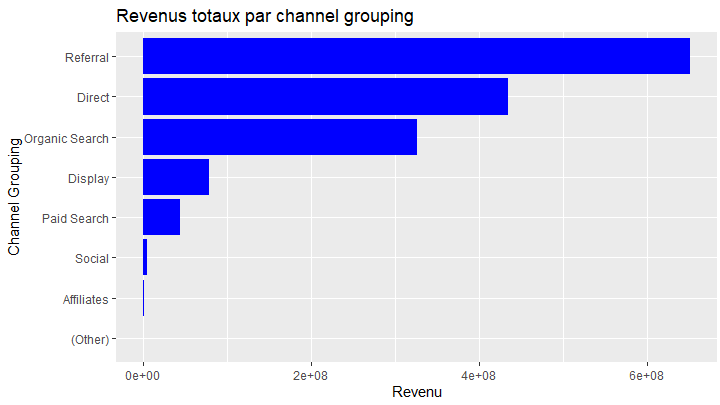 Revenus totaux par channel grouping
Channel Grouping
Referral
Direct
Organic Search
Display
Paid Search
Social
Affiliates
(Other)
0e+00 2e+08 4e+08 6e+08
Revenu